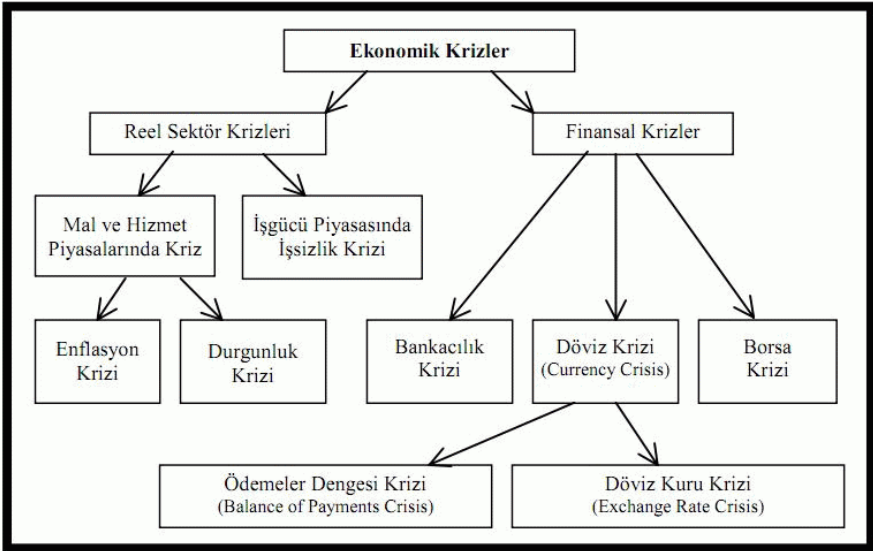 Ekonomik Krizler
Reel Sektör Krizleri
Finansal Krizler
Mal ve Hizmet
Piyasalarında Kriz
İşgücü Piyasasında
İşsizlik Krizi
Enflasyon
Krizi
Durgunluk
Krizi
Bankacılık
Krizi
Döviz Krizi
(Currency Crisis)
Borsa
Krizi
Ödemeler Dengesi Krizi
(Balance of Payments Crisis)
Döviz Kuru Krizi
(Exchange Rate Crisis)